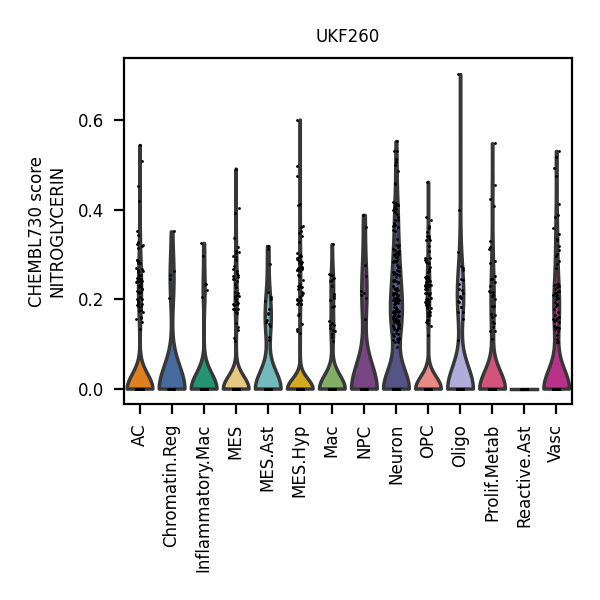 UKF260
CHEMBL730 score
NITROGLYCERIN
0.6
0.4
0.2
0.0
AC
Chromatin.Reg
Inflammatory.Mac
MES
MES.Ast
MES.Hyp
Mac
NPC
Neuron
OPC
Oligo
Prolif.Metab
Reactive.Ast
Vasc